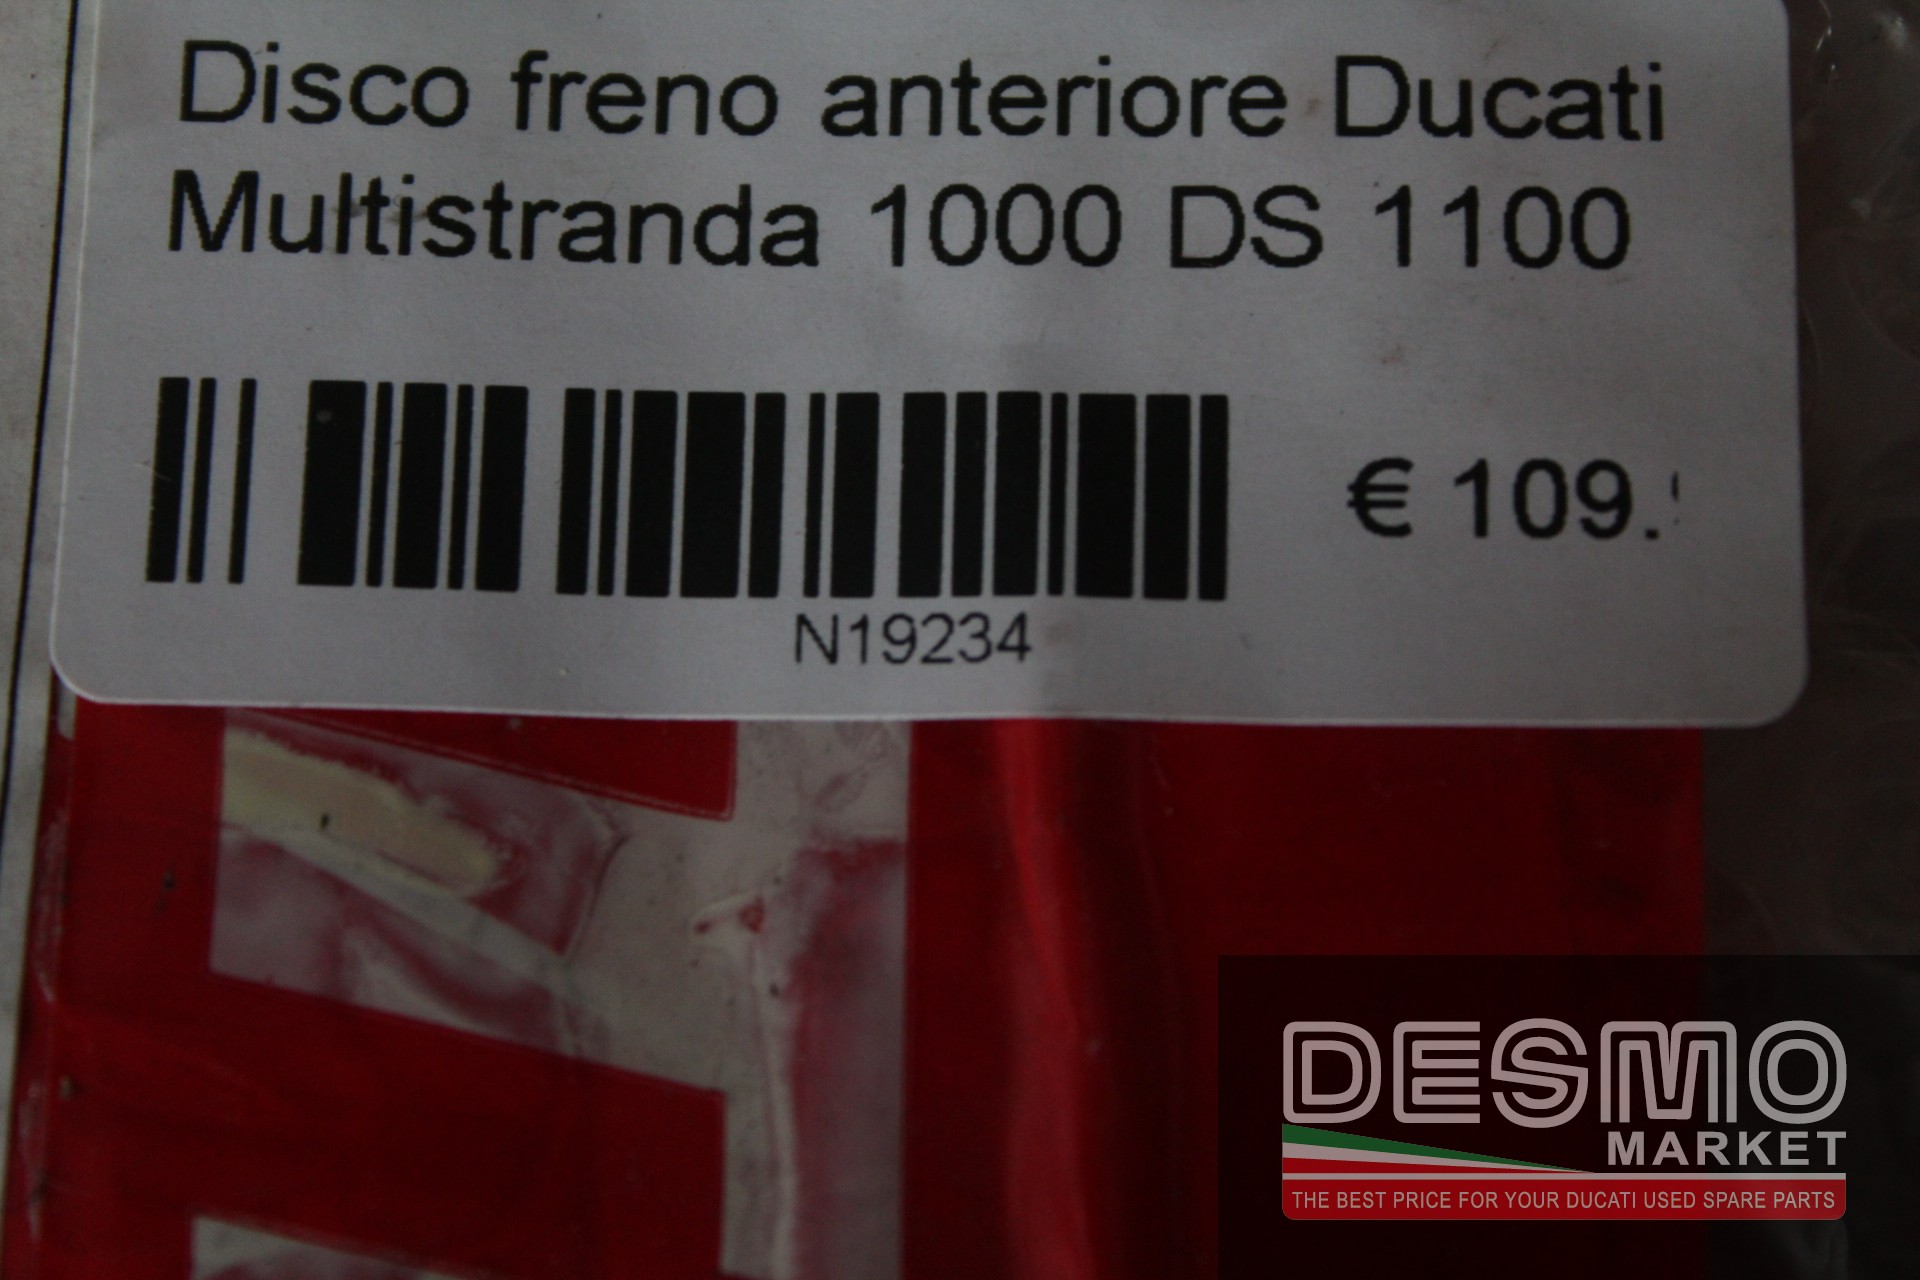 Disco freno anteriore Ducati
Multistranda 1000 DS 1100
€ 109.
N19234
DESMO
MARKET
THE BEST PRICE FOR YOUR DUCATI USED SPARE PARTS